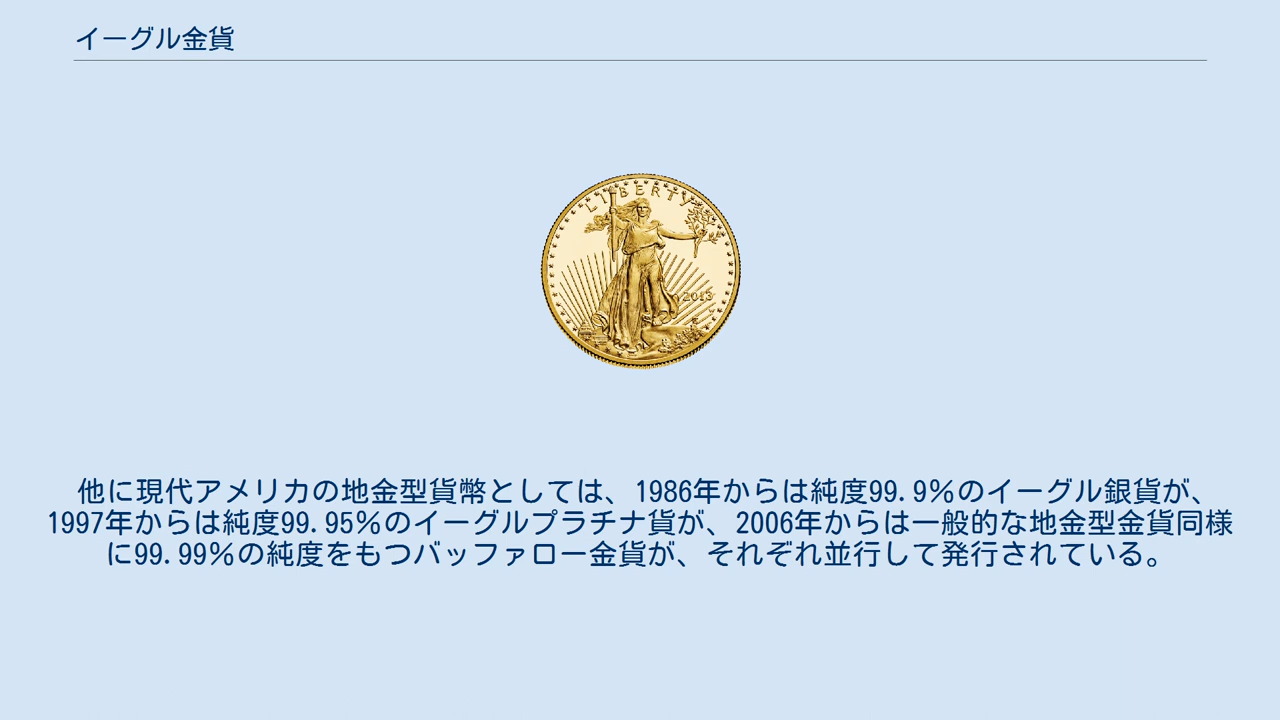 イーグル金貨
LIBERTY
2013
他に現代アメリカの地金型貨幣としては、1986年からは純度99.9%のイーグル銀貨が、
1997年からは純度99.95%のイーグルプラチナ貨が、2006年からは一般的な地金型金貨同様
に99.99%の純度をもつバッファロー金貨が、それぞれ並行して発行されている。